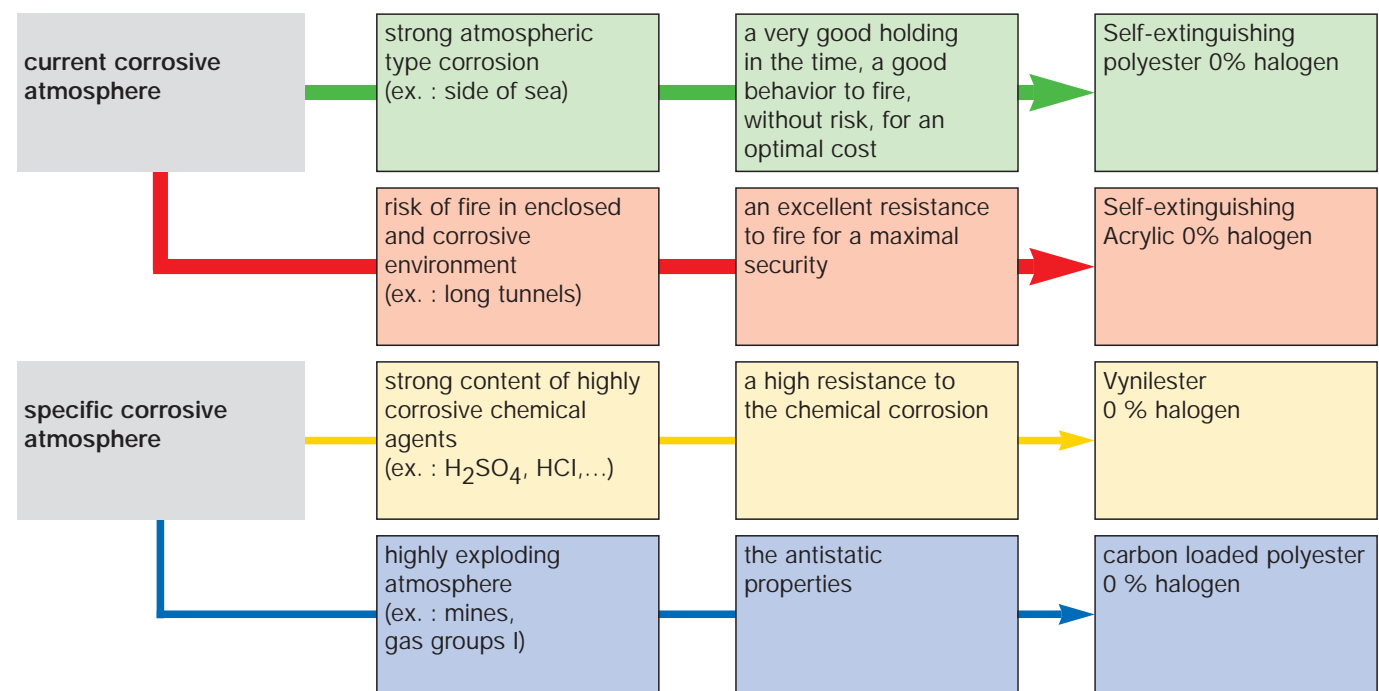 current corrosive
atmosphere
strong atmospheric
type corrosion
(ex. : side of sea)
a very good holding
in the time, a good
behavior to fire,
without risk, for an
optimal cost
Self-extinguishing
polyester 0% halogen
risk of fire in enclosed
and corrosive
environment
(ex. : long tunnels)
an excellent resistance
to fire for a maximal
security
Self-extinguishing
Acrylic 0% halogen
specific corrosive
atmosphere
strong content of highly
corrosive chemical
agents
(ex. : H₂SO₄, HCl,…)
a high resistance to
the chemical corrosion
Vynilester
0 % halogen
highly exploding
atmosphere
(ex. : mines,
gas groups I)
the antistatic
properties
carbon loaded polyester
0 % halogen